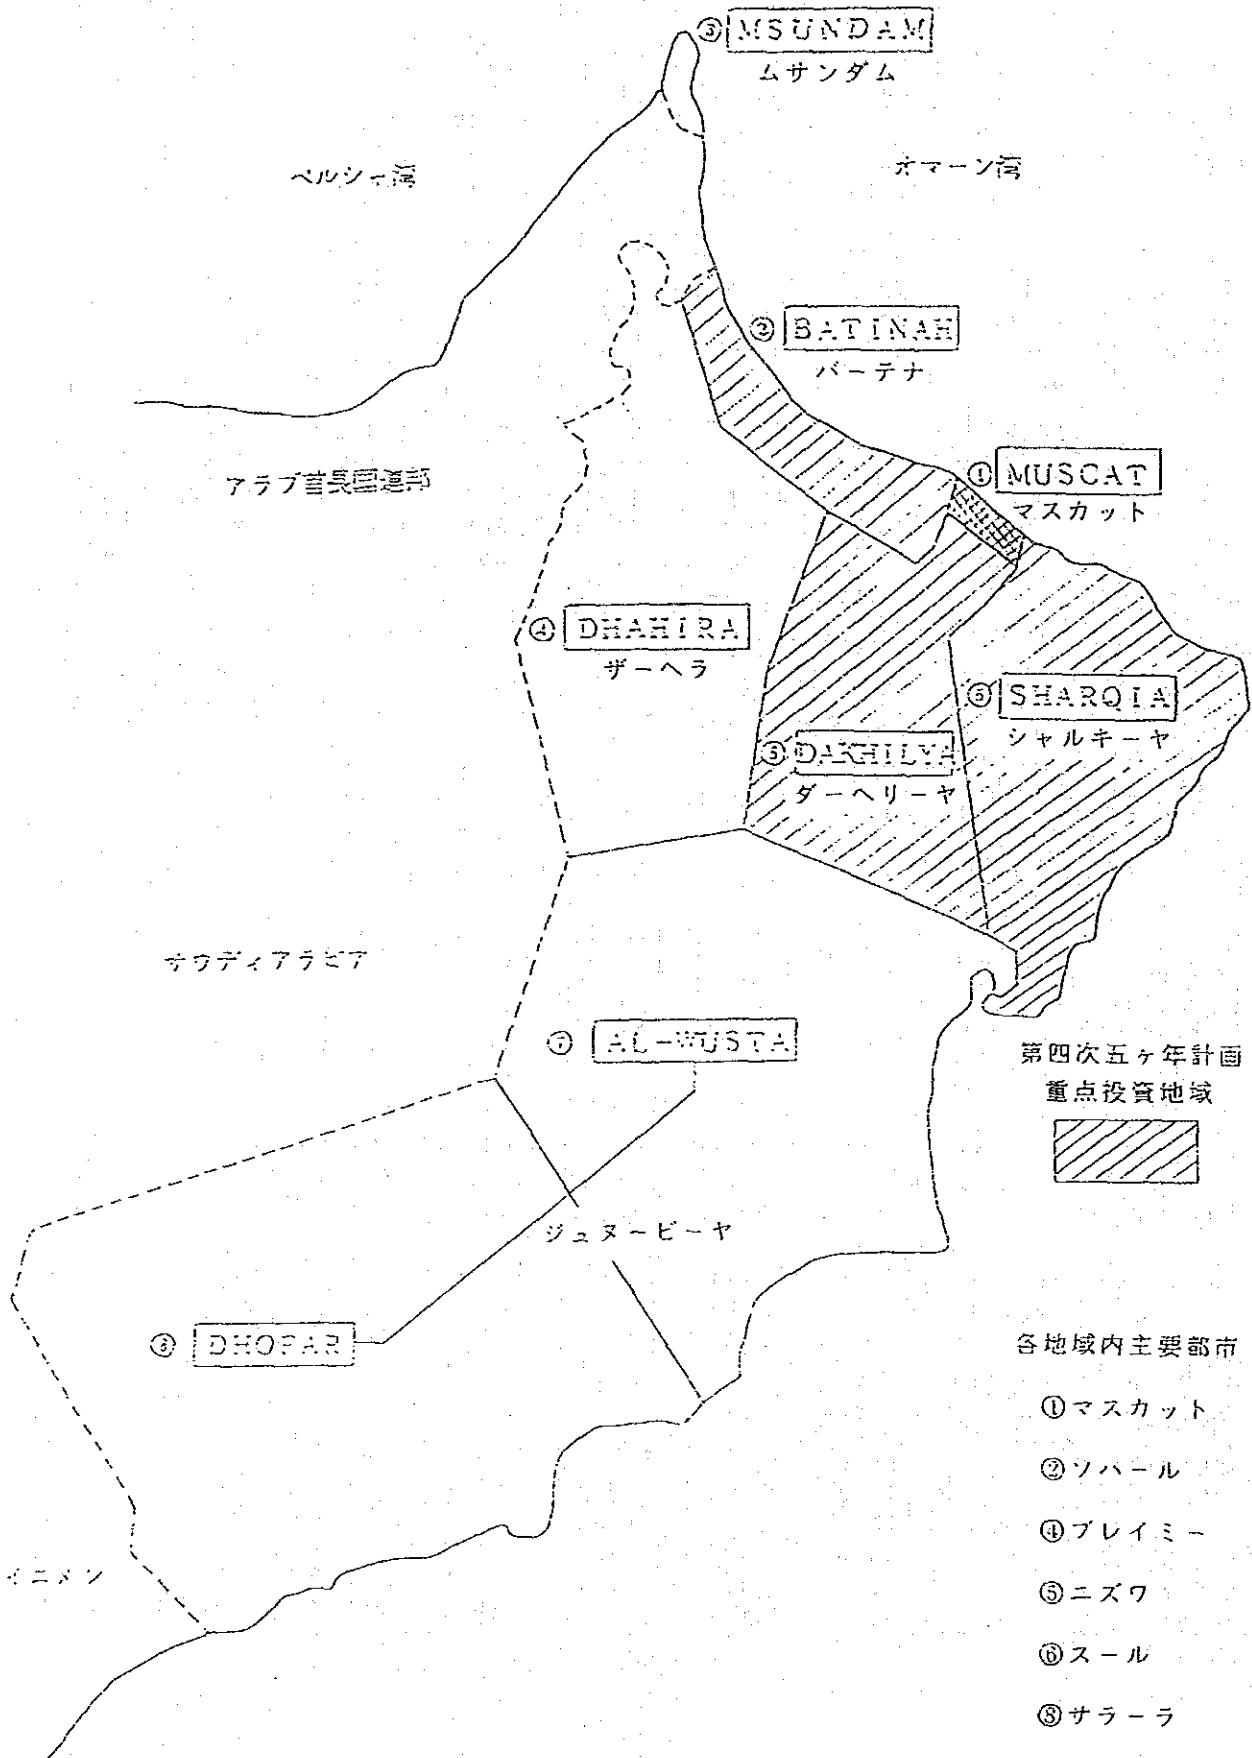 ③ MSUNDAM
ムサンダム
ペルシャ湾
オマーン湾
② BATINAH
バーテナ
アラブ首長国連邦
① MUSCAT
マスカット
④ DHAHIRA
ザーヘラ
⑥ SHARQIA
シャルキーヤ
⑤ DAKHILYA
ダーヘリーヤ
サウディアラビア
⑦ AL-WUSTA
第四次五ヶ年計画
重点投資地域
ジュヌービーヤ
⑧ DHOFAR
各地域内主要都市
①マスカット
②ソハール
④ブレイミー
⑤ニズワ
イエメン
⑥スール
⑧サラーラ